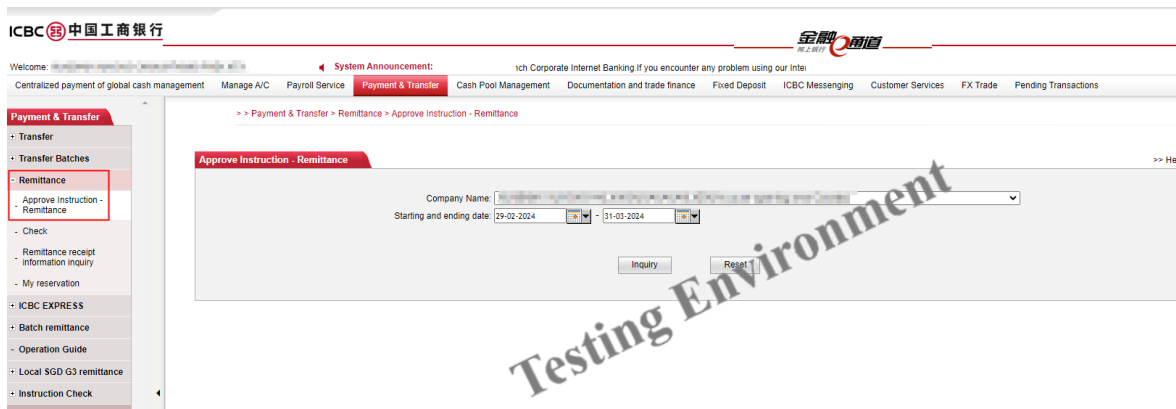 ICBC 中国工商银行
金融@通道
网上银行
Welcome:
System Announcement:
ich Corporate Internet Banking.If you encounter any problem using our Inter
Centralized payment of global cash management Manage A/C Payroll Service Payment & Transfer Cash Pool Management Documentation and trade finance Fixed Deposit ICBC Messenging Customer Services FX Trade Pending Transactions
Payment & Transfer
> > Payment & Transfer > Remittance > Approve Instruction - Remittance
+ Transfer
+ Transfer Batches
- Remittance
- Approve Instruction -
Remittance
- Check
- Remittance receipt
information inquiry
- My reservation
+ ICBC EXPRESS
+ Batch remittance
- Operation Guide
+ Local SGD G3 remittance
+ Instruction Check
Approve Instruction - Remittance
>> He
Company Name:
Starting and ending date: 29-02-2024 - 31-03-2024
Inquiry Reset
Testing Environment